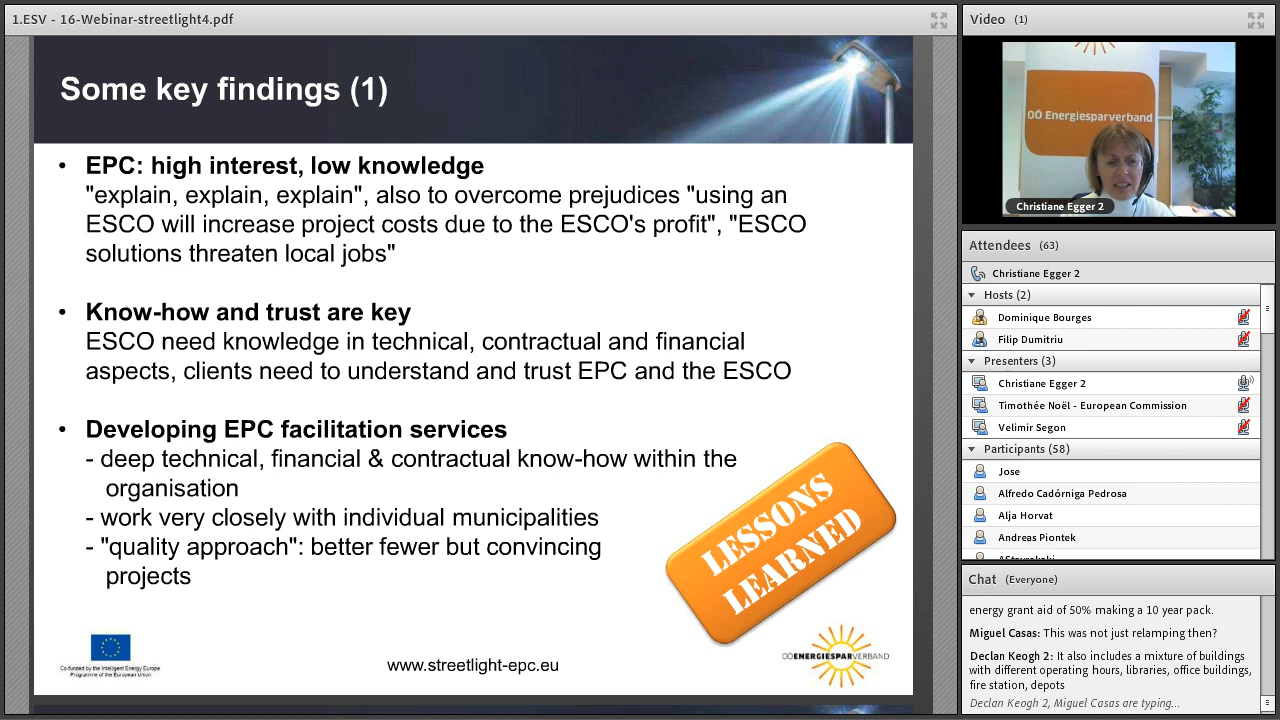 1.ESV - 16-Webinar-streetlight4.pdf
Some key findings (1)
• EPC: high interest, low knowledge
"explain, explain, explain", also to overcome prejudices "using an
ESCO will increase project costs due to the ESCO's profit", "ESCO
solutions threaten local jobs"
• Know-how and trust are key
ESCO need knowledge in technical, contractual and financial
aspects, clients need to understand and trust EPC and the ESCO
• Developing EPC facilitation services
- deep technical, financial & contractual know-how within the
organisation
- work very closely with individual municipalities
- "quality approach": better fewer but convincing
projects
LESSONS
LEARNED
Co-funded by the Intelligent Energy Europe
Programme of the European Union
www.streetlight-epc.eu
OÖENERGIESPARVERBAND
Video (1)
OÖ Energiesparverband
Christiane Egger 2
Attendees (63)
Christiane Egger 2
Hosts (2)
Dominique Bourges
Filip Dumitriu
Presenters (3)
Christiane Egger 2
Timothée Noël - European Commission
Velimir Segon
Participants (58)
Jose
Alfredo Cadórniga Pedrosa
Alja Horvat
Andreas Piontek
Chat (Everyone)
energy grant aid of 50% making a 10 year pack.
Miguel Casas: This was not just relamping then?
Declan Keogh 2: It also includes a mixture of buildings
with different operating hours, libraries, office buildings,
fire station, depots
Declan Keogh 2, Miguel Casas are typing...